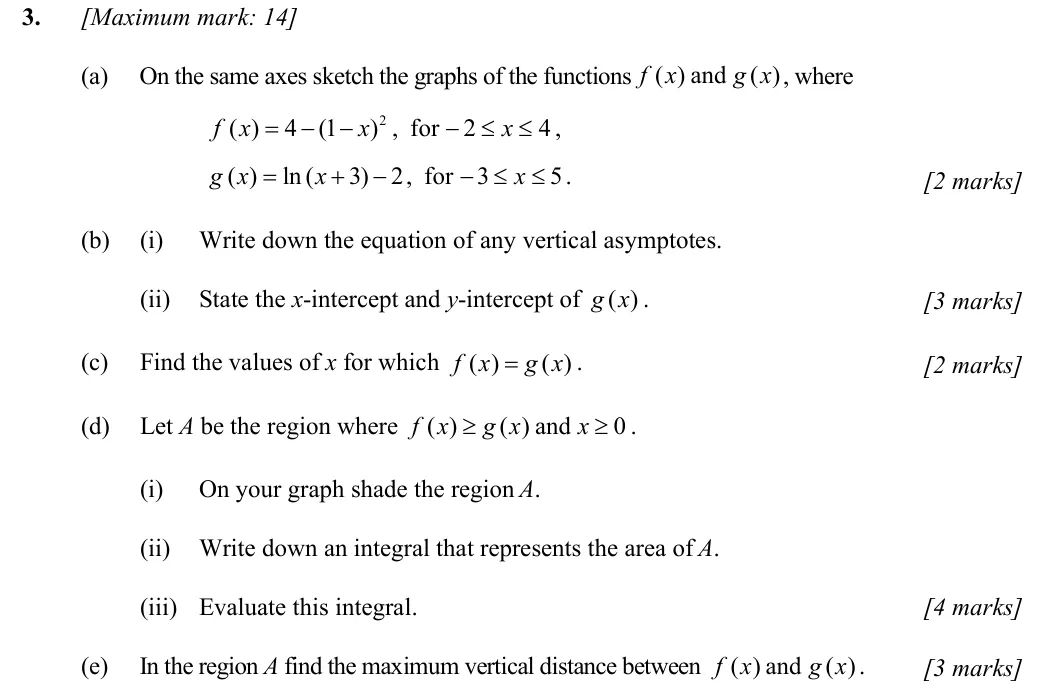 3. [Maximum mark: 14]
(a) On the same axes sketch the graphs of the functions f (x) and g (x), where
f (x) = 4 − (1 − x)², for − 2 ≤ x ≤ 4,
g (x) = ln (x + 3) − 2, for − 3 ≤ x ≤ 5. [2 marks]
(b) (i) Write down the equation of any vertical asymptotes.
(ii) State the x-intercept and y-intercept of g (x). [3 marks]
(c) Find the values of x for which f (x) = g (x). [2 marks]
(d) Let A be the region where f (x) ≥ g (x) and x ≥ 0.
(i) On your graph shade the region A.
(ii) Write down an integral that represents the area of A.
(iii) Evaluate this integral. [4 marks]
(e) In the region A find the maximum vertical distance between f (x) and g (x). [3 marks]